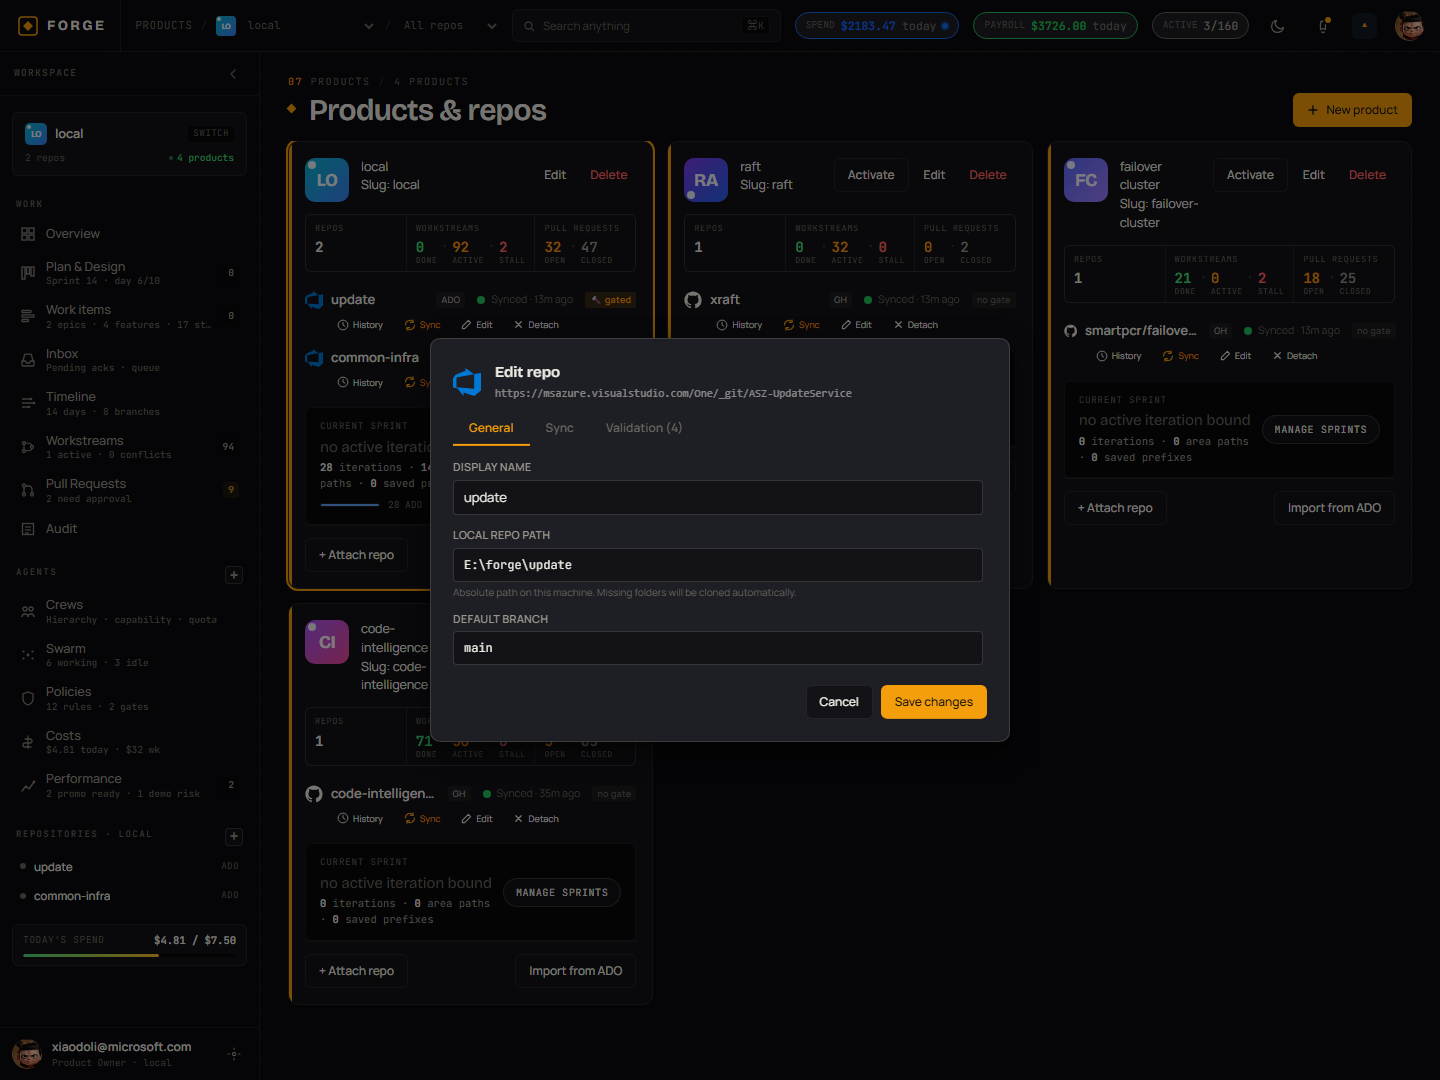 FORGE
PRODUCTS / LO local / All repos
Search anything ⌘K
SPEND $2183.47 today
PAYROLL $3726.00 today
ACTIVE 3/160
WORKSPACE
LO local SWITCH
2 repos 4 products
WORK
Overview
Plan & Design
Sprint 14 · day 6/10
0
Work items
2 epics · 4 features · 17 st…
0
Inbox
Pending acks · queue
Timeline
14 days · 8 branches
Workstreams
1 active · 0 conflicts
94
Pull Requests
2 need approval
9
Audit
AGENTS +
Crews
Hierarchy · capability · quota
Swarm
6 working · 3 idle
Policies
12 rules · 2 gates
Costs
$4.81 today · $32 wk
Performance
2 promo ready · 1 demo risk
2
REPOSITORIES · LOCAL +
update ADO
common-infra ADO
TODAY'S SPEND $4.81 / $7.50
xiaodoli@microsoft.com
Product Owner · local
07 PRODUCTS / 4 PRODUCTS
Products & repos
+ New product
LO
local
Slug: local
Edit Delete
REPOS WORKSTREAMS PULL REQUESTS
2 0 · 92 · 2 32 · 47
DONE ACTIVE STALL OPEN CLOSED
update ADO Synced · 13m ago gated
History Sync Edit Detach
common-infra
History Sy
CURRENT SPRINT
no active iteratio
28 iterations · 14
paths · 0 saved p
28 ADO
+ Attach repo
RA
raft
Slug: raft
Activate Edit Delete
REPOS WORKSTREAMS PULL REQUESTS
1 0 · 32 · 0 0 · 2
DONE ACTIVE STALL OPEN CLOSED
xraft GH Synced · 13m ago no gate
History Sync Edit Detach
FC
failover
cluster
Slug: failover-
cluster
Activate Edit Delete
REPOS WORKSTREAMS PULL REQUESTS
1 21 · 0 · 2 18 · 25
DONE ACTIVE STALL OPEN CLOSED
smartpcr/failove… GH Synced · 13m ago no gate
History Sync Edit Detach
CURRENT SPRINT
no active iteration bound
0 iterations · 0 area paths
· 0 saved prefixes
MANAGE SPRINTS
+ Attach repo Import from ADO
Edit repo
https://msazure.visualstudio.com/One/_git/ASZ-UpdateService
General Sync Validation (4)
DISPLAY NAME
update
LOCAL REPO PATH
E:\forge\update
Absolute path on this machine. Missing folders will be cloned automatically.
DEFAULT BRANCH
main
Cancel Save changes
CI
code-
intelligence
Slug: code-
intelligence
REPOS
1 71
DONE ACTIVE STALL OPEN CLOSED
code-intelligen… GH Synced · 35m ago no gate
History Sync Edit Detach
CURRENT SPRINT
no active iteration bound
0 iterations · 0 area paths
· 0 saved prefixes
MANAGE SPRINTS
+ Attach repo Import from ADO